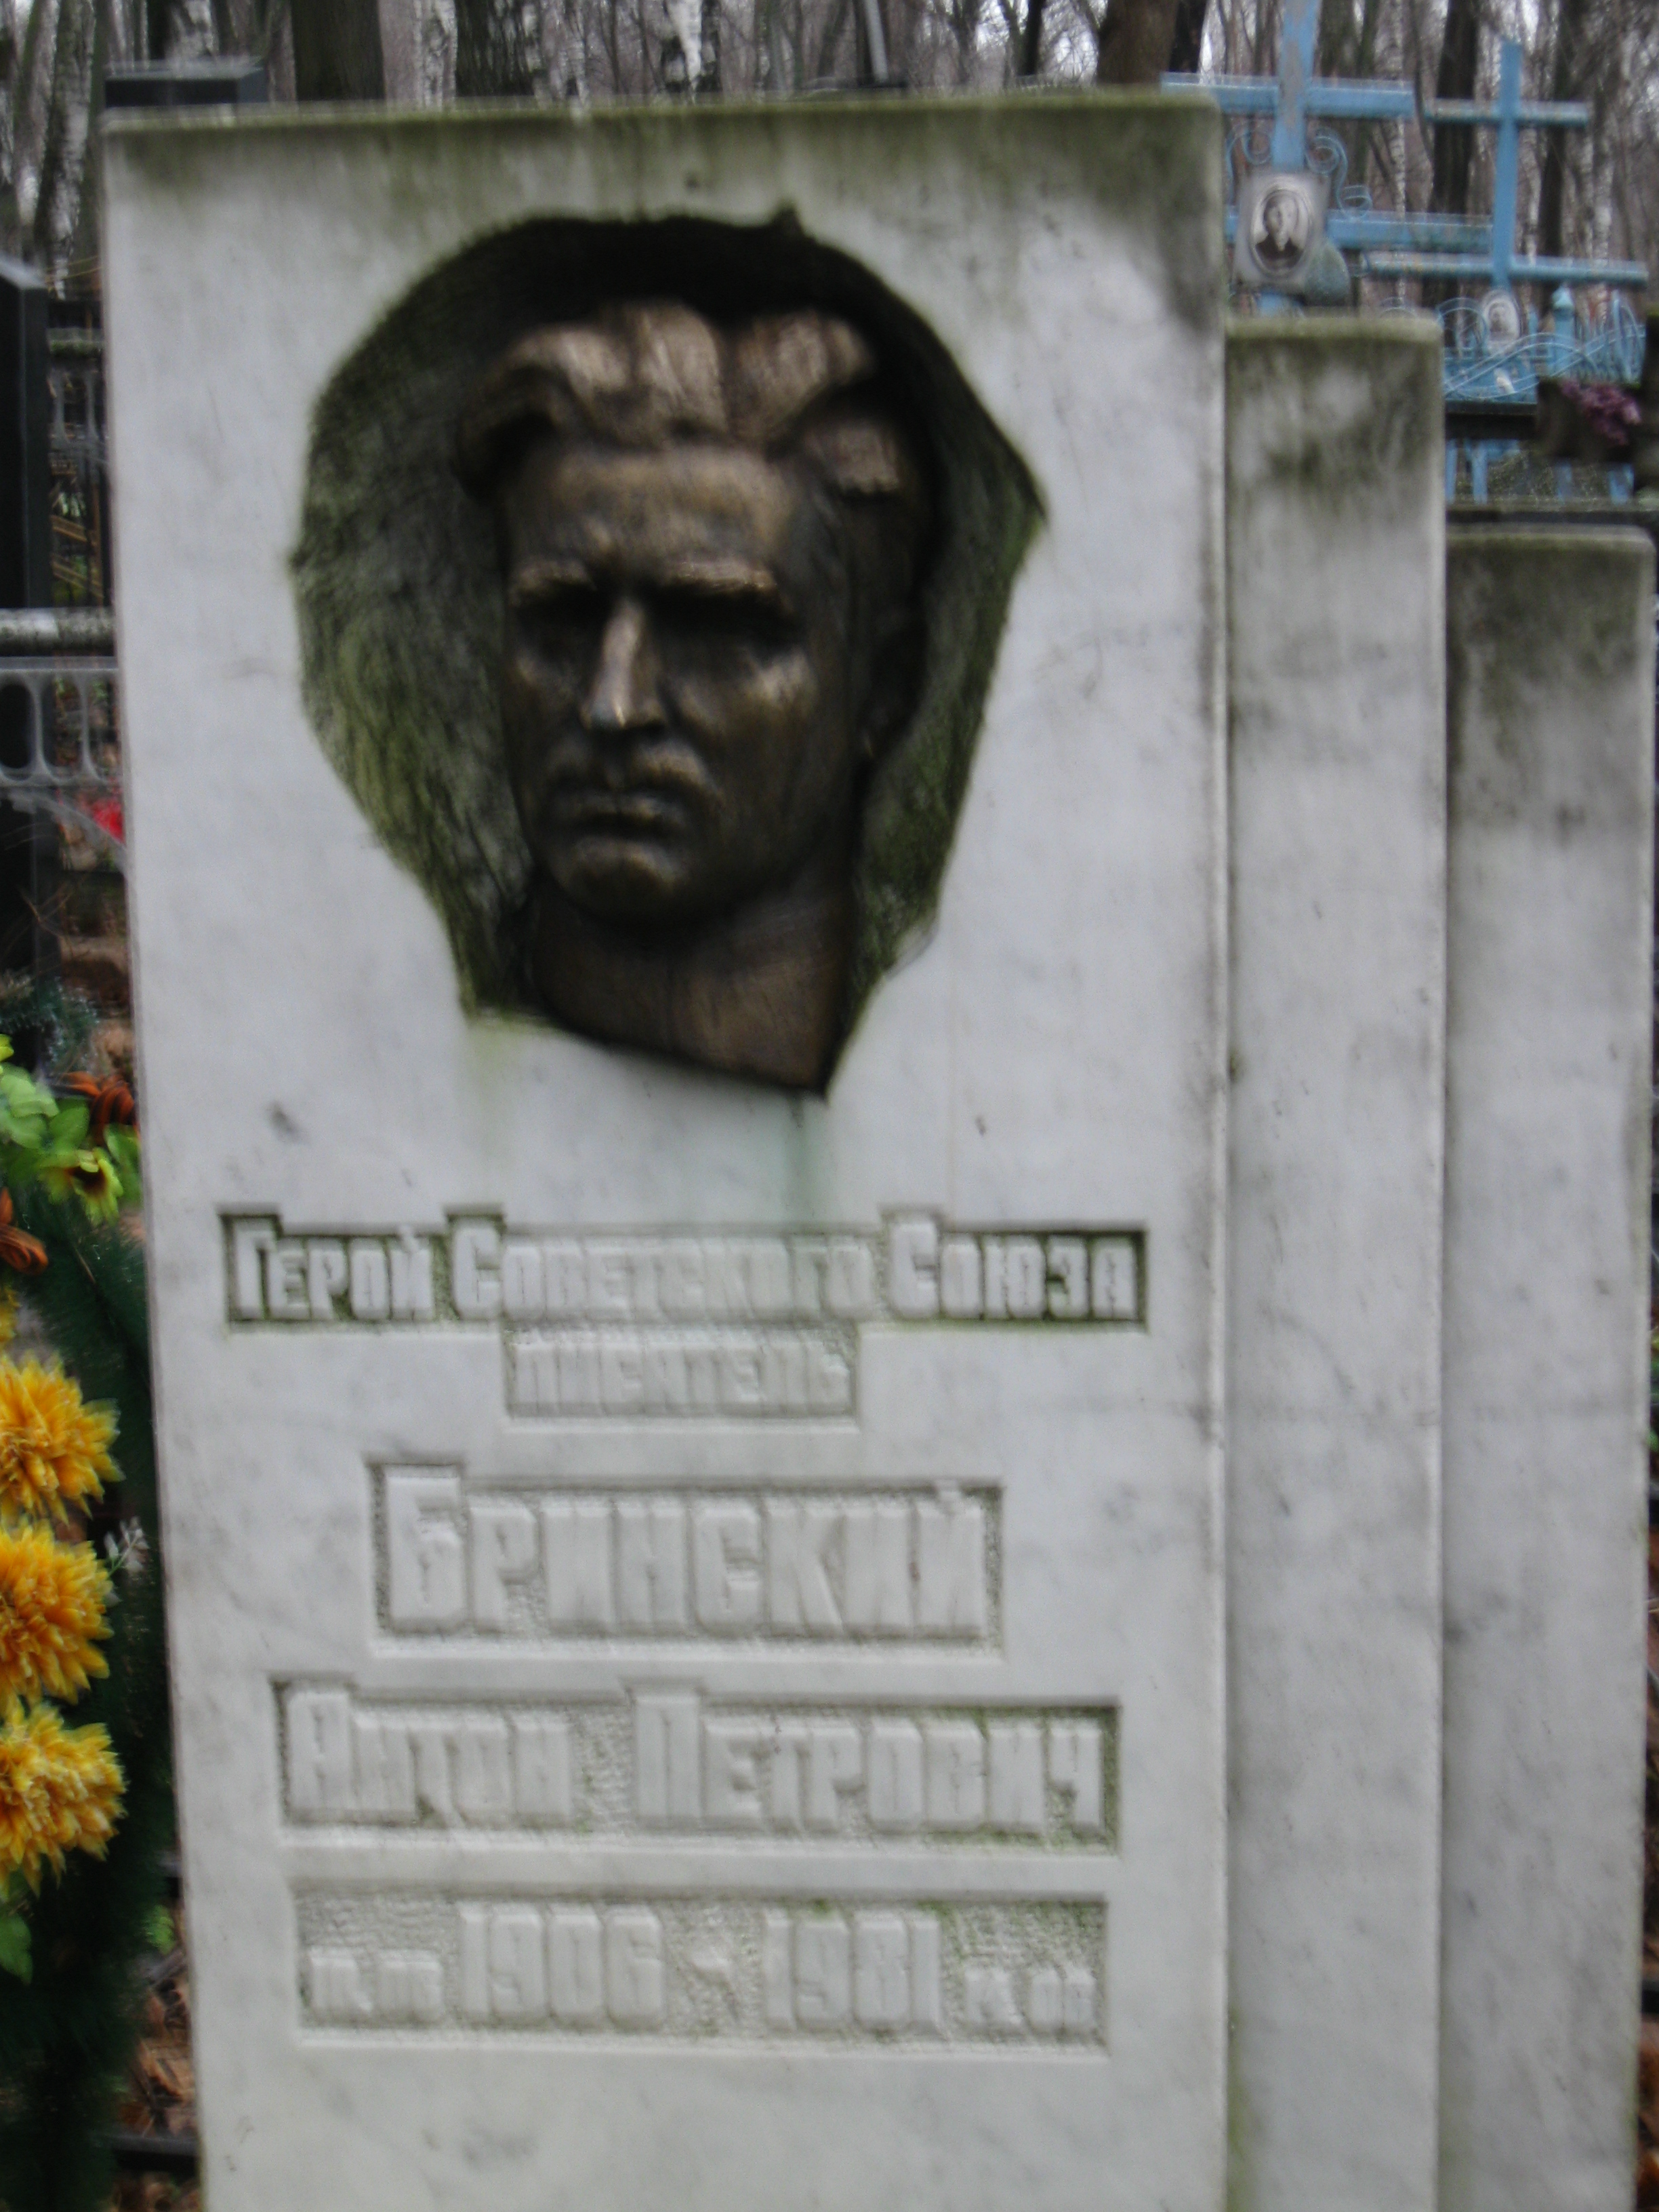 Герой Советского Союза
писатель
Бринский
Антон Петрович
1906 - 1981